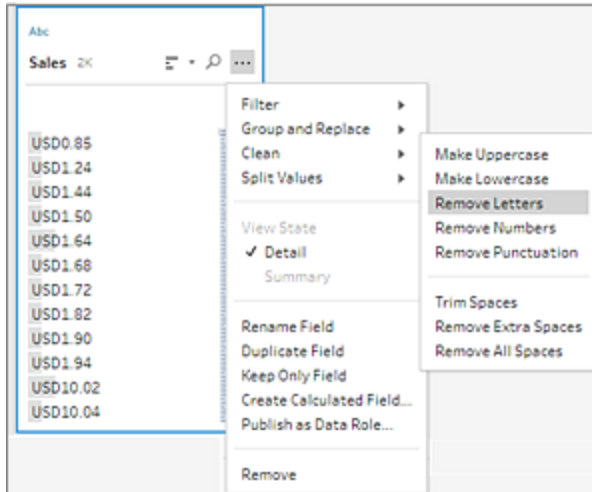 Abc
Sales 2K
USD0.85
USD1.24
USD1.44
USD1.50
USD1.64
USD1.68
USD1.72
USD1.82
USD1.90
USD1.94
USD10.02
USD10.04
Filter
Group and Replace
Clean
Split Values
View State
✓ Detail
Summary
Rename Field
Duplicate Field
Keep Only Field
Create Calculated Field...
Publish as Data Role...
Remove
Make Uppercase
Make Lowercase
Remove Letters
Remove Numbers
Remove Punctuation
Trim Spaces
Remove Extra Spaces
Remove All Spaces